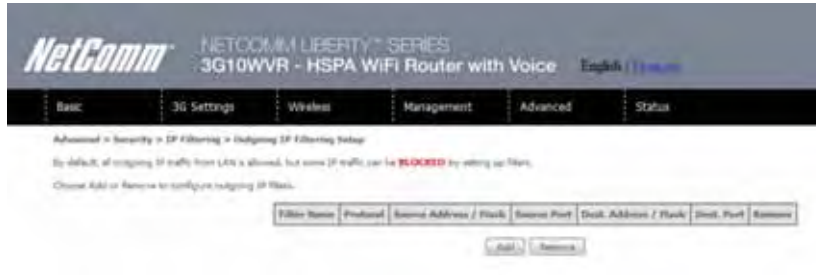 NetComm™ NETCOMM LIBERTY™ SERIES
3G10WVR - HSPA WiFi Router with Voice English | Français
Basic 3G Settings Wireless Management Advanced Status
Advanced > Security > IP Filtering > Outgoing IP Filtering Setup
By default, all outgoing IP traffic from LAN is allowed, but some IP traffic can be BLOCKED by setting up filters.
Choose Add or Remove to configure outgoing IP filters.
Filter Name Protocol Source Address / Mask Source Port Dest. Address / Mask Dest. Port Remove
Add Remove